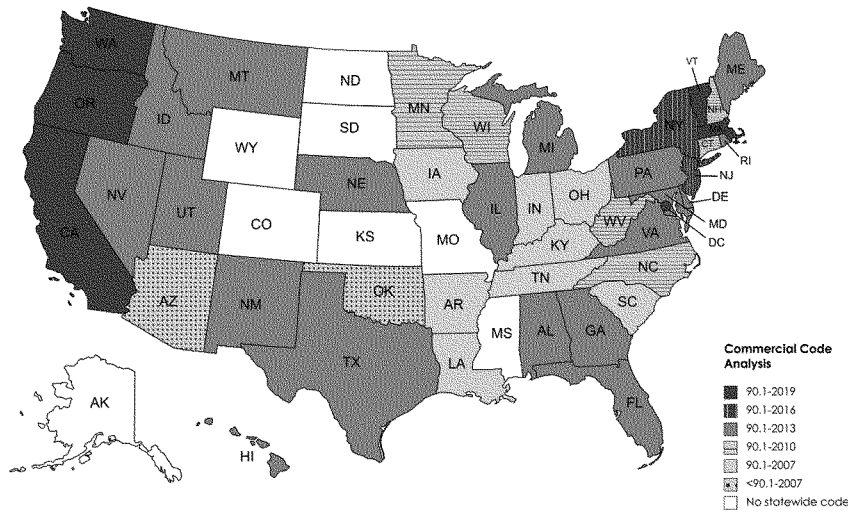 WA
OR
CA
ID
NV
MT
WY
UT
AZ
CO
NM
ND
SD
NE
KS
OK
TX
MN
IA
MO
AR
LA
WI
IL
MS
MI
IN
OH
KY
TN
AL
GA
FL
SC
NC
WV
VA
PA
NY
VT
NH
ME
CT
RI
NJ
DE
MD
DC
AK
HI
Commercial Code
Analysis
90.1-2019
90.1-2016
90.1-2013
90.1-2010
90.1-2007
<90.1-2007
No statewide code